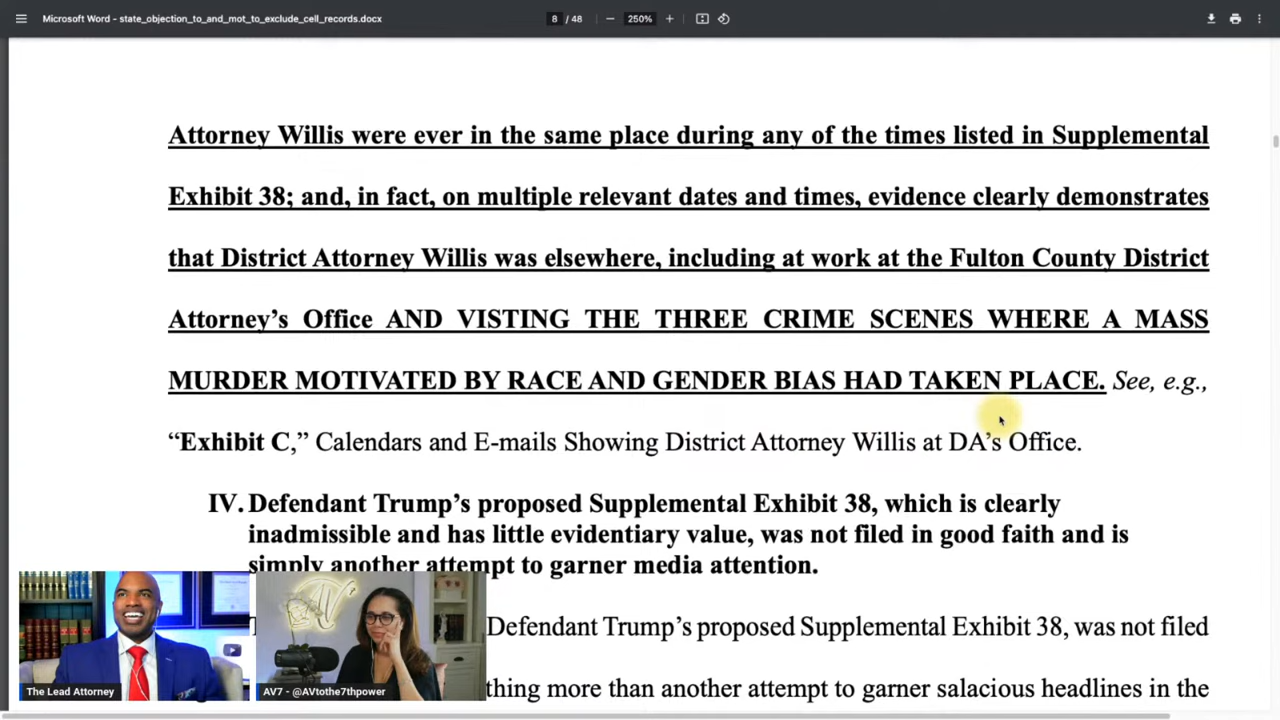 Microsoft Word - state_objection_to_and_mot_to_exclude_cell_records.docx
8 / 48
250%
Attorney Willis were ever in the same place during any of the times listed in Supplemental
Exhibit 38; and, in fact, on multiple relevant dates and times, evidence clearly demonstrates
that District Attorney Willis was elsewhere, including at work at the Fulton County District
Attorney’s Office AND VISTING THE THREE CRIME SCENES WHERE A MASS
MURDER MOTIVATED BY RACE AND GENDER BIAS HAD TAKEN PLACE. See, e.g.,
“Exhibit C,” Calendars and E-mails Showing District Attorney Willis at DA’s Office.
IV. Defendant Trump’s proposed Supplemental Exhibit 38, which is clearly
inadmissible and has little evidentiary value, was not filed in good faith and is
simply another attempt to garner media attention.
Defendant Trump’s proposed Supplemental Exhibit 38, was not filed
thing more than another attempt to garner salacious headlines in the
The Lead Attorney
AV7 - @AVtothe7thpower